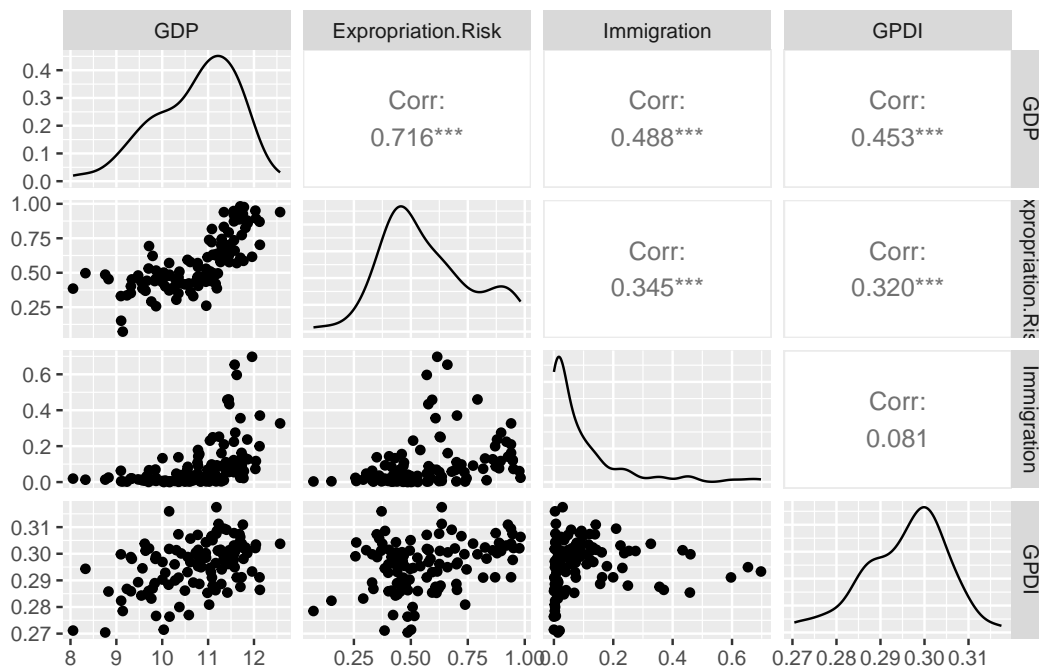 GDP Expropriation.Risk Immigration GPDI
0.4
0.3
0.2
0.1
0.0
Corr:
0.716***
Corr:
0.488***
Corr:
0.453***
GDP
1.00
0.75
0.50
0.25
Corr:
0.345***
Corr:
0.320***
xpropriation.Ris
0.6
0.4
0.2
0.0
Corr:
0.081
Immigration
0.31
0.30
0.29
0.28
0.27
GPDI
8 9 10 11 12
0.25 0.50 0.75 1.00
0.0 0.2 0.4 0.6
0.27 0.28 0.29 0.30 0.31